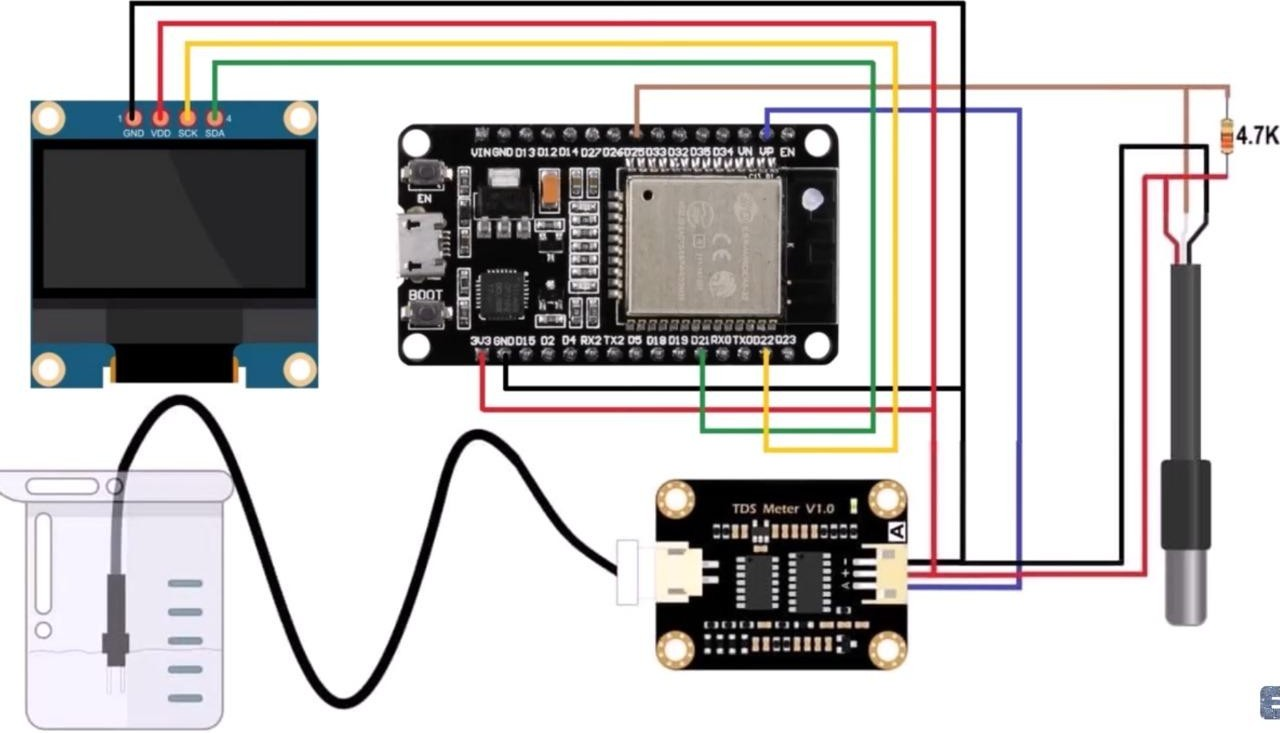 1 4
GND VDD SCK SDA
4.7K
VIN GND D13 D12 D14 D27 D26 D25 D33 D32 D35 D34 VN VP EN
EN
BOOT
3V3 GND D15 D2 D4 RX2 TX2 D5 D18 D19 D21 RX0 TX0 D22 D23
TDS Meter V1.0
A
- + A